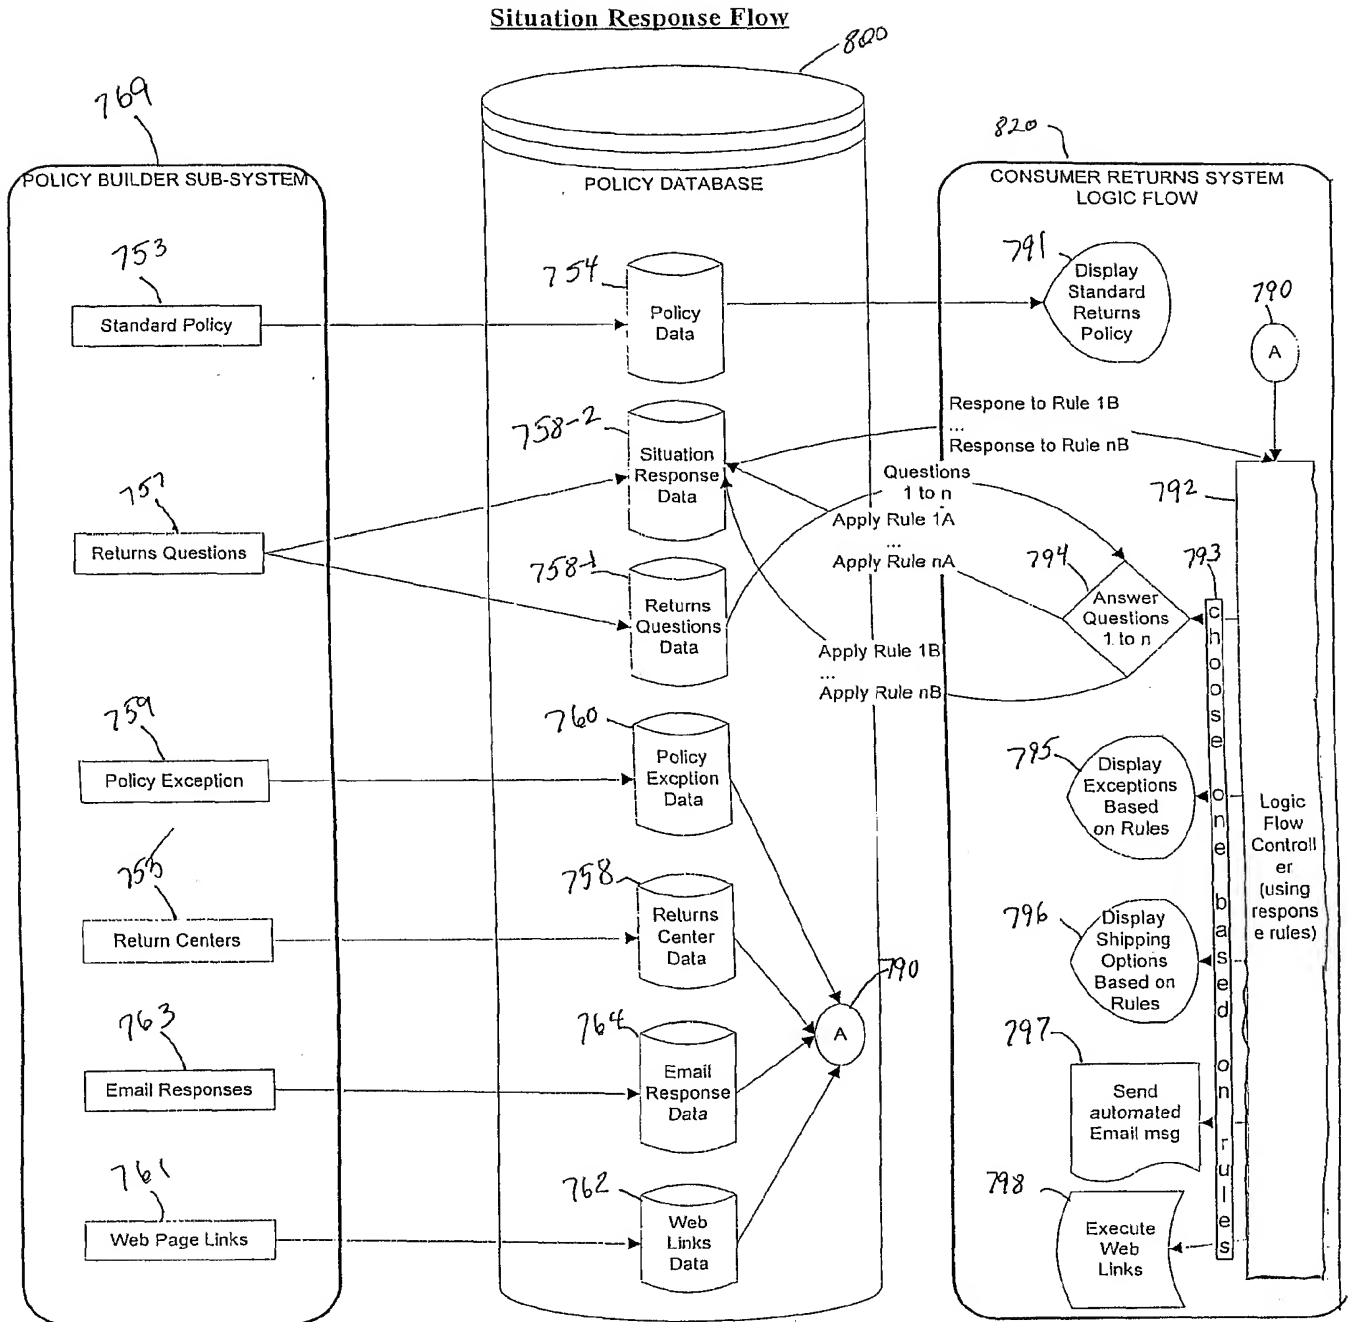 Situation Response Flow
800
769
820
POLICY BUILDER SUB-SYSTEM
POLICY DATABASE
CONSUMER RETURNS SYSTEM
LOGIC FLOW
753
Standard Policy
754
Policy
Data
791
Display
Standard
Returns
Policy
790
A
758-2
Situation
Response
Data
Respone to Rule 1B
...
Response to Rule nB
757
Returns Questions
Questions
1 to n
Apply Rule 1A
...
Apply Rule nA
792
793
758-1
Returns
Questions
Data
794
Answer
Questions
1 to n
Apply Rule 1B
...
Apply Rule nB
choose one based on rules
759
Policy Exception
760
Policy
Excption
Data
795
Display
Exceptions
Based
on Rules
Logic
Flow
Controll
er
(using
respons
e rules)
755
Return Centers
758
Returns
Center
Data
796
Display
Shipping
Options
Based on
Rules
790
A
763
Email Responses
764
Email
Response
Data
797
Send
automated
Email msg
761
Web Page Links
762
Web
Links
Data
798
Execute
Web
Links